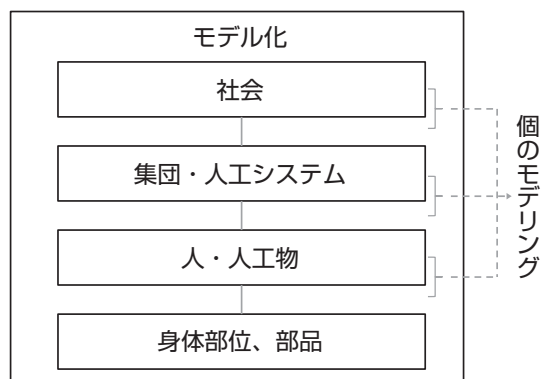 モデル化
社会
集団・人工システム
人・人工物
身体部位、部品
個のモデリング